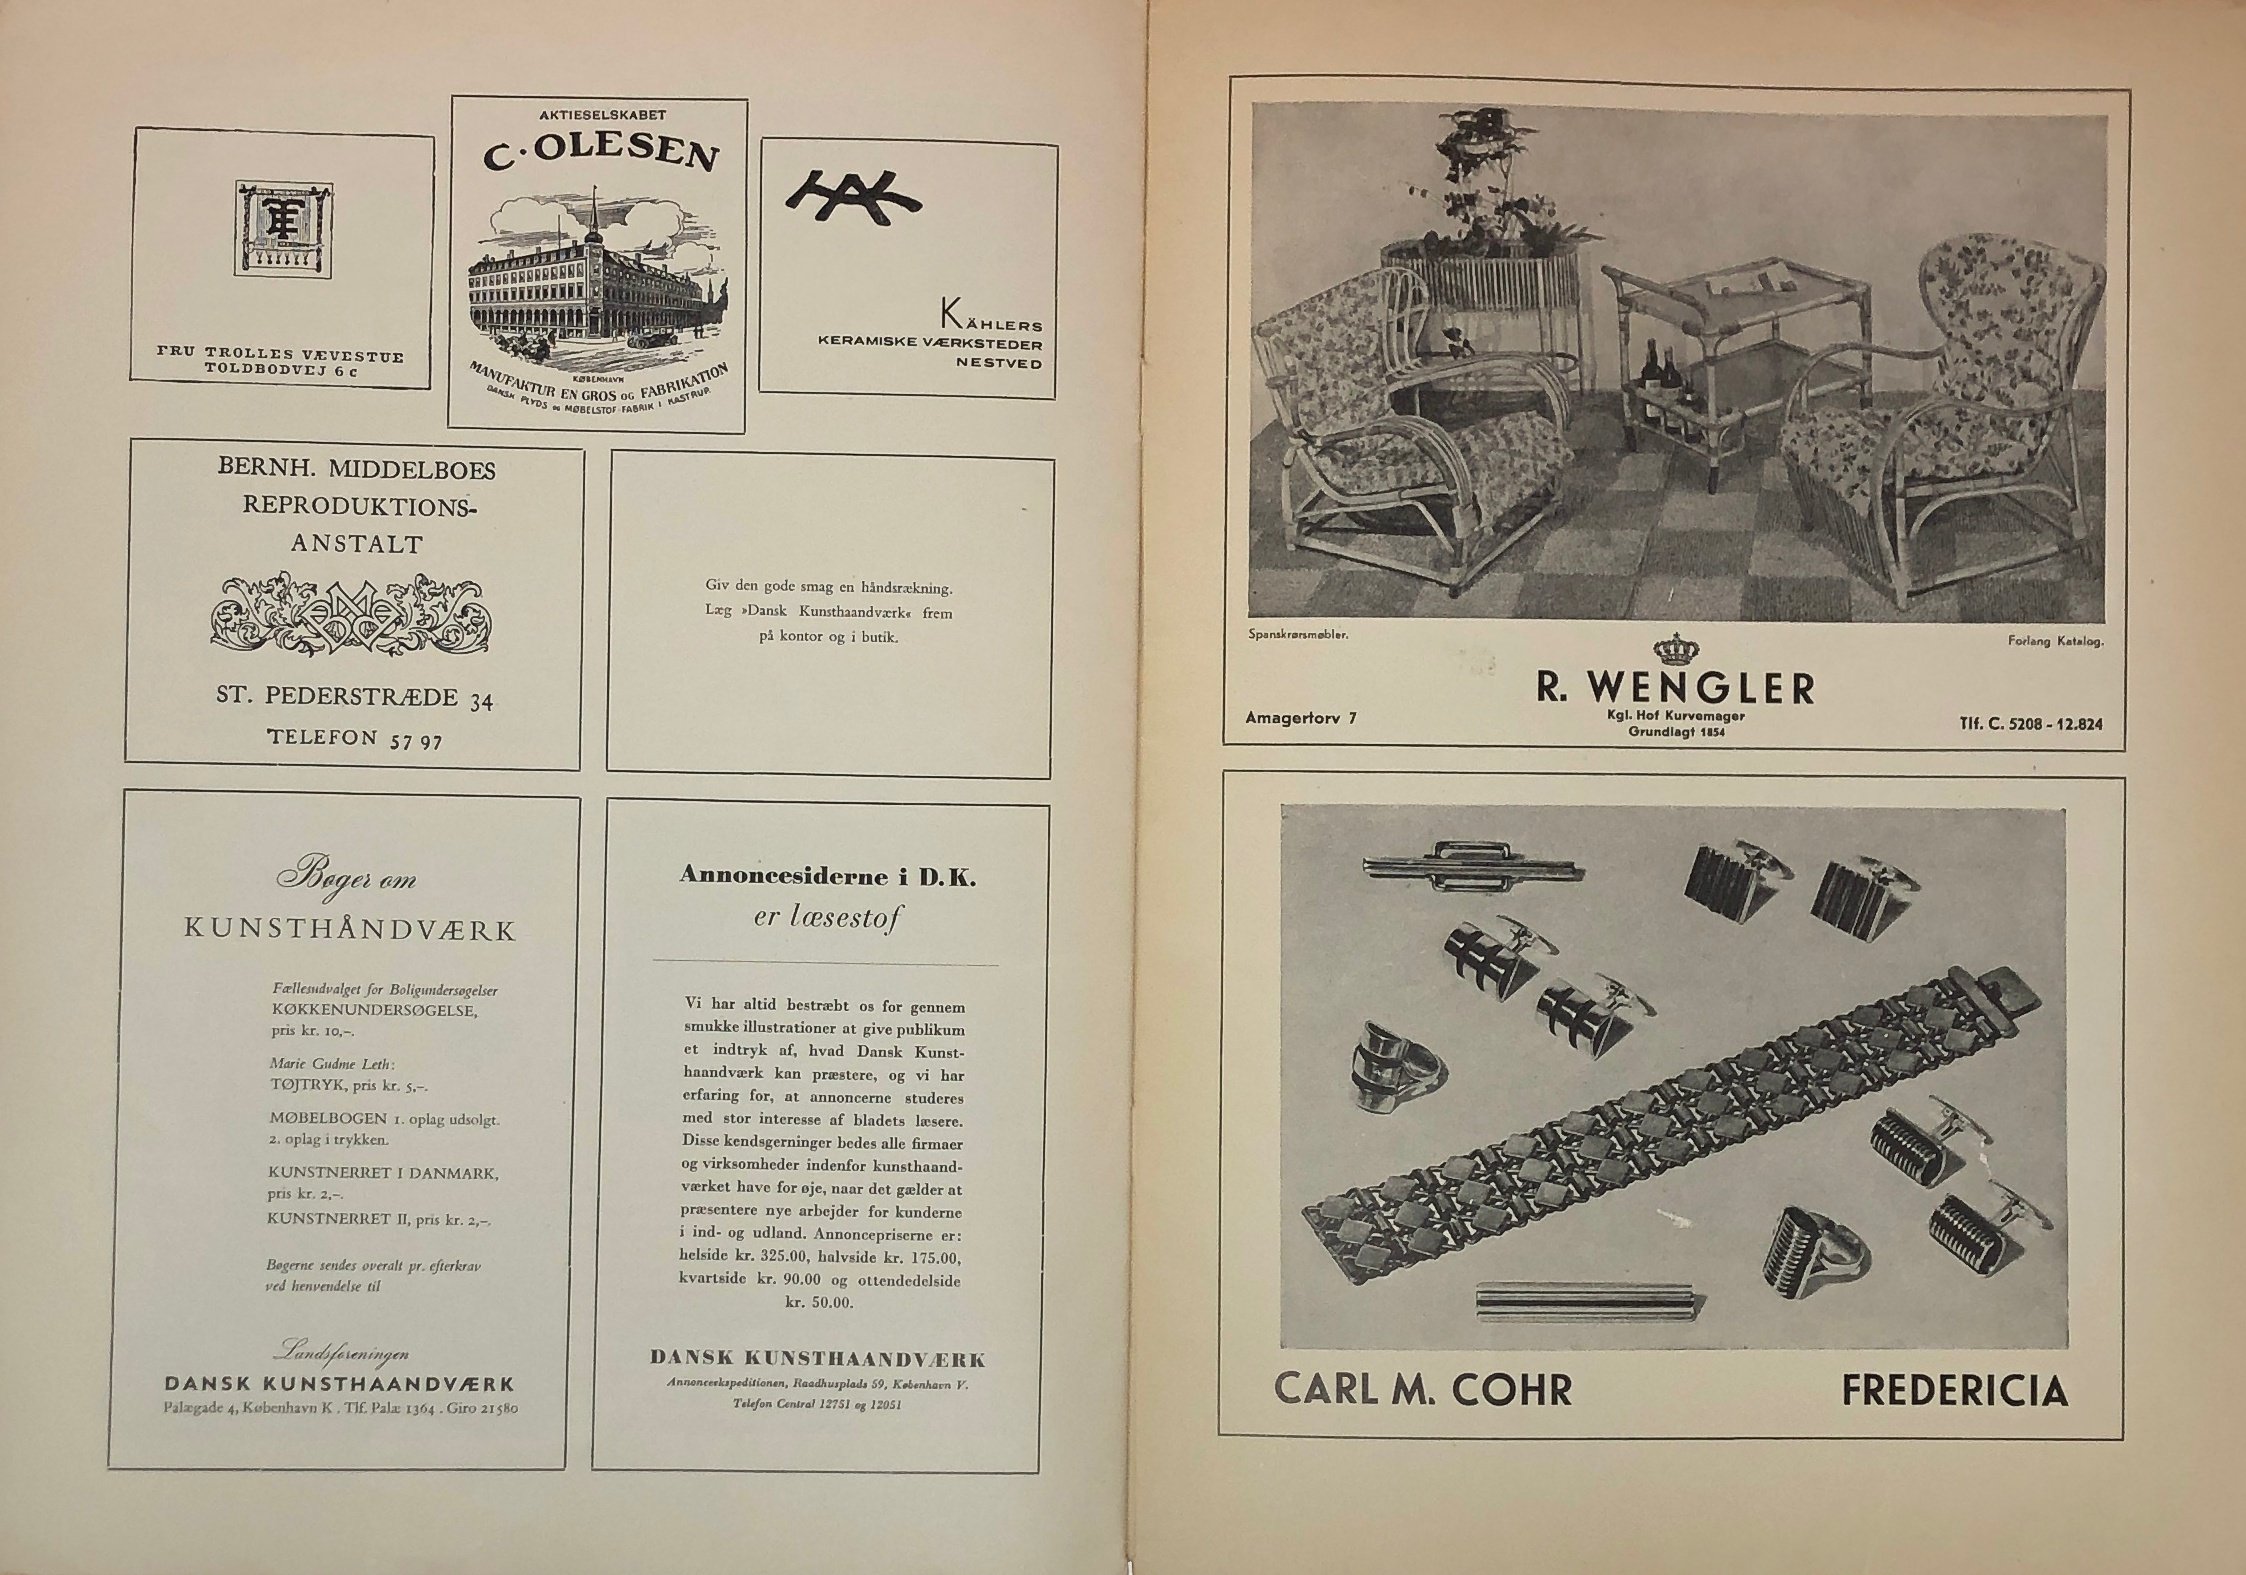 FRU TROLLES VÆVESTUE
TOLDBODVEJ 6 c
AKTIESELSKABET
C. OLESEN
KØBENHAVN
MANUFAKTUR EN GROS OG FABRIKATION
DANSK PLYDS OG MØBELSTOF-FABRIK I KASTRUP.
HAK
KÄHLERS
KERAMISKE VÆRKSTEDER
NESTVED
BERNH. MIDDELBOES
REPRODUKTIONS-
ANSTALT
ST. PEDERSTRÆDE 34
TELEFON 57 97
Giv den gode smag en håndsrækning.
Læg »Dansk Kunsthaandværk« frem
på kontor og i butik.
Bøger om
KUNSTHÅNDVÆRK
Fællesudvalget for Boligundersøgelser
KØKKENUNDERSØGELSE,
pris kr. 10,-.
Marie Gudme Leth:
TØJTRYK, pris kr. 5,-.
MØBELBOGEN 1. oplag udsolgt.
2. oplag i trykken.
KUNSTNERRET I DANMARK,
pris kr. 2,-.
KUNSTNERRET II, pris kr. 2,-.
Bøgerne sendes overalt pr. efterkrav
ved henvendelse til
Landsforeningen
DANSK KUNSTHAANDVÆRK
Palægade 4, København K . Tlf. Palæ 1364 . Giro 21580
Annoncesiderne i D.K.
er læsestof
Vi har altid bestræbt os for gennem
smukke illustrationer at give publikum
et indtryk af, hvad Dansk Kunst-
haandværk kan præstere, og vi har
erfaring for, at annoncerne studeres
med stor interesse af bladets læsere.
Disse kendsgerninger bedes alle firmaer
og virksomheder indenfor kunsthaand-
værket have for øje, naar det gælder at
præsentere nye arbejder for kunderne
i ind- og udland. Annoncepriserne er:
helside kr. 325.00, halvside kr. 175.00,
kvartside kr. 90.00 og ottendedelside
kr. 50.00.
DANSK KUNSTHAANDVÆRK
Annonceekspeditionen, Raadhusplads 59, København V.
Telefon Central 12751 og 12051
Spanskrørsmøbler.
Forlang Katalog.
R. WENGLER
Amagertorv 7
Kgl. Hof Kurvemager
Grundlagt 1854
Tlf. C. 5208 - 12.824
CARL M. COHR
FREDERICIA